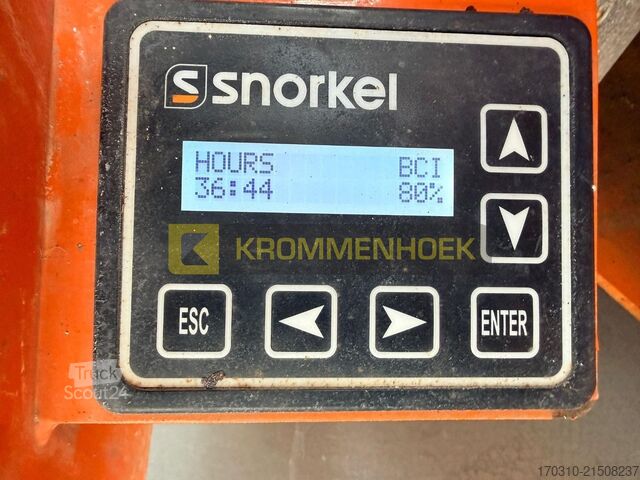 S snorkel
HOURS BCI
36:44 80%
K KROMMENHOEK
ESC ENTER
Truck
Scout24
170310-21508237